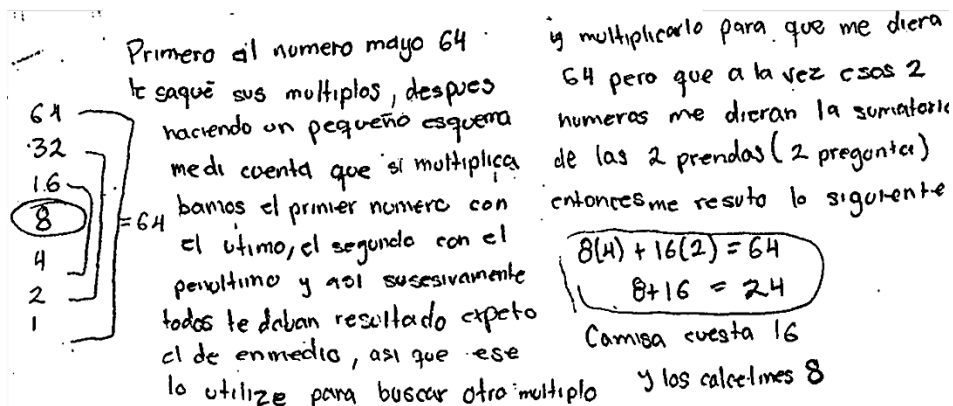 64
32
16
8
4
2
1
= 64
Primero al numero mayo 64
le saqué sus multiplos, despues
haciendo un pequeño esquema
medi cuenta que si multiplica
bamos el primer numero con
el utimo, el segundo con el
penultimo y asi susesivamente
todos te daban resultado expeto
el de enmedio, asi que ese
lo utilize para buscar otro multiplo
y multiplicarlo para que me diera
64 pero que a la vez esos 2
numeros me dieran la sumatoria
de las 2 prendas (2 pregunta)
entonces me resuto lo siguiente
8(4) + 16(2) = 64
8+16 = 24
Camisa cuesta 16
y los calcetines 8